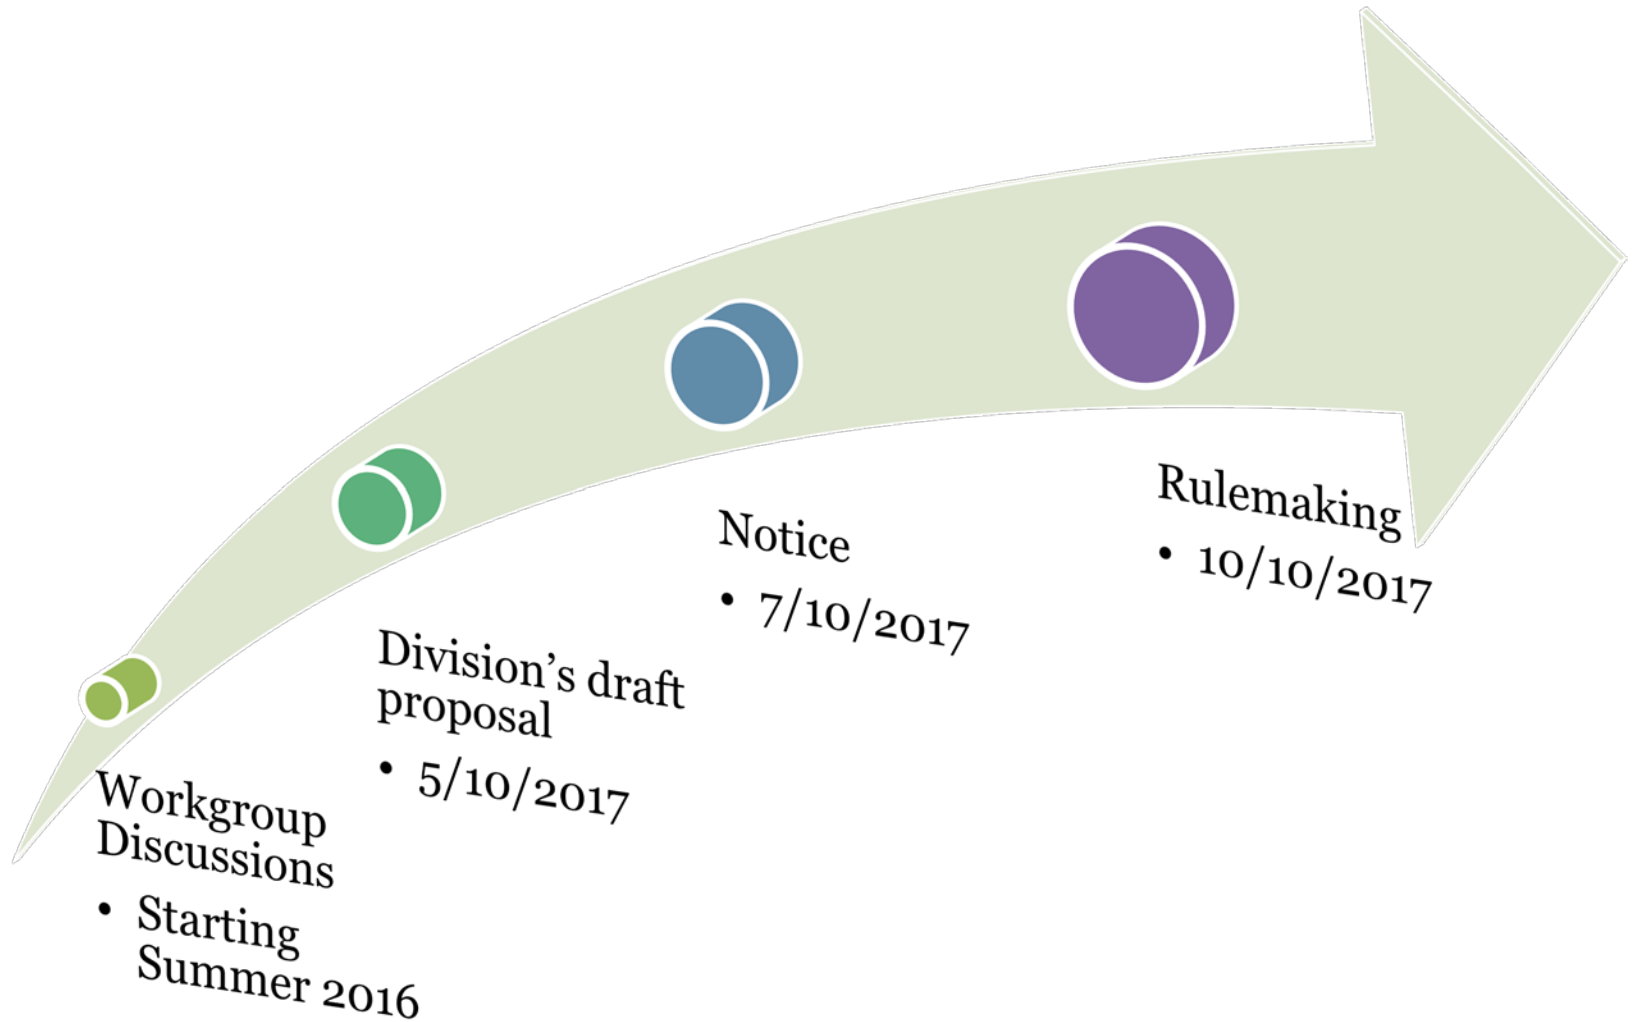 Workgroup
Discussions
• Starting
Summer 2016
Division’s draft
proposal
• 5/10/2017
Notice
• 7/10/2017
Rulemaking
• 10/10/2017